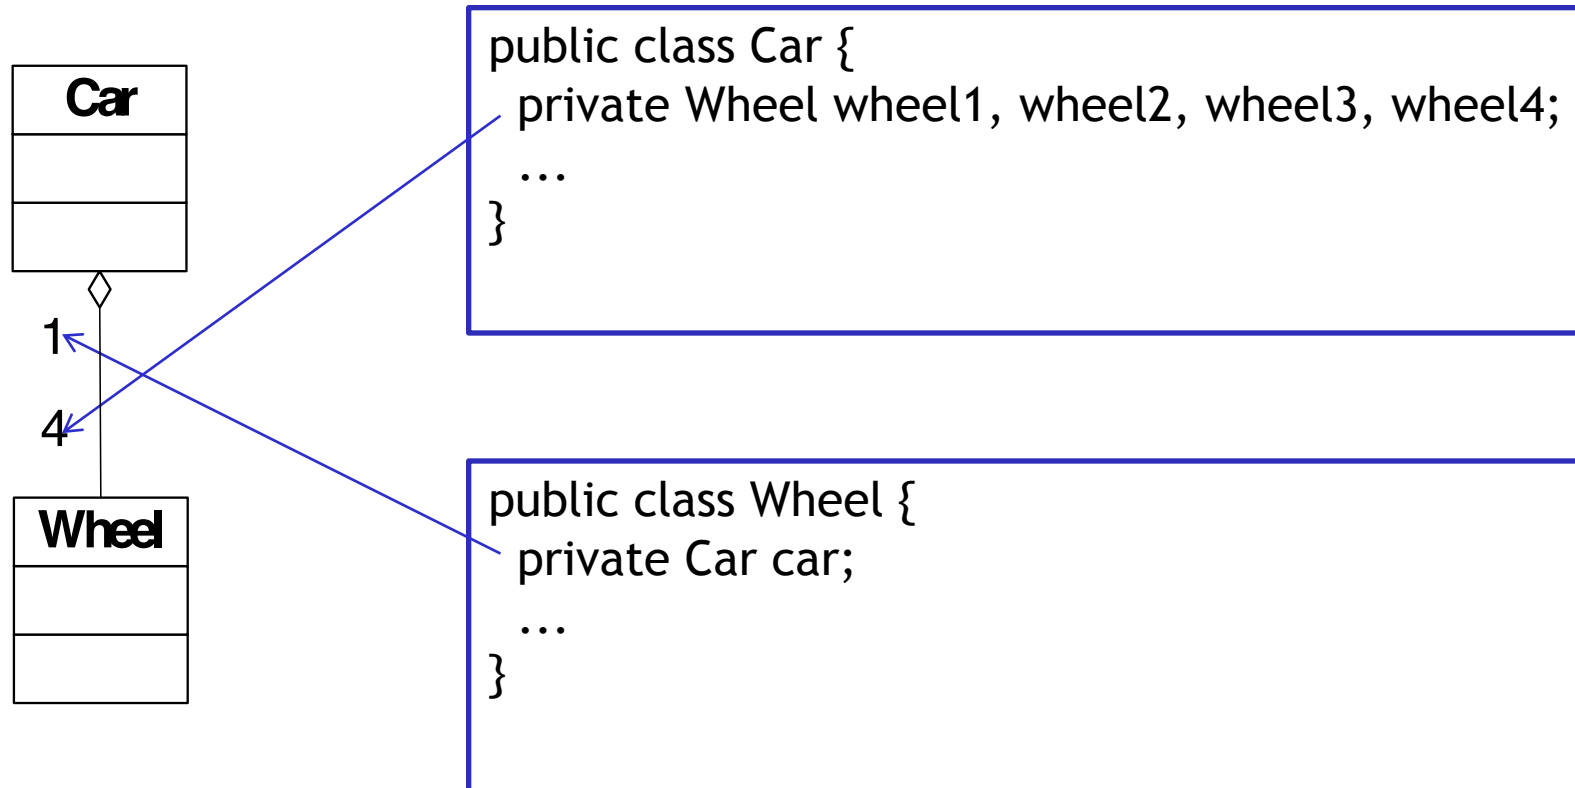 Car
1
4
Wheel
public class Car {
private Wheel wheel1, wheel2, wheel3, wheel4;
...
}
public class Wheel {
private Car car;
...
}